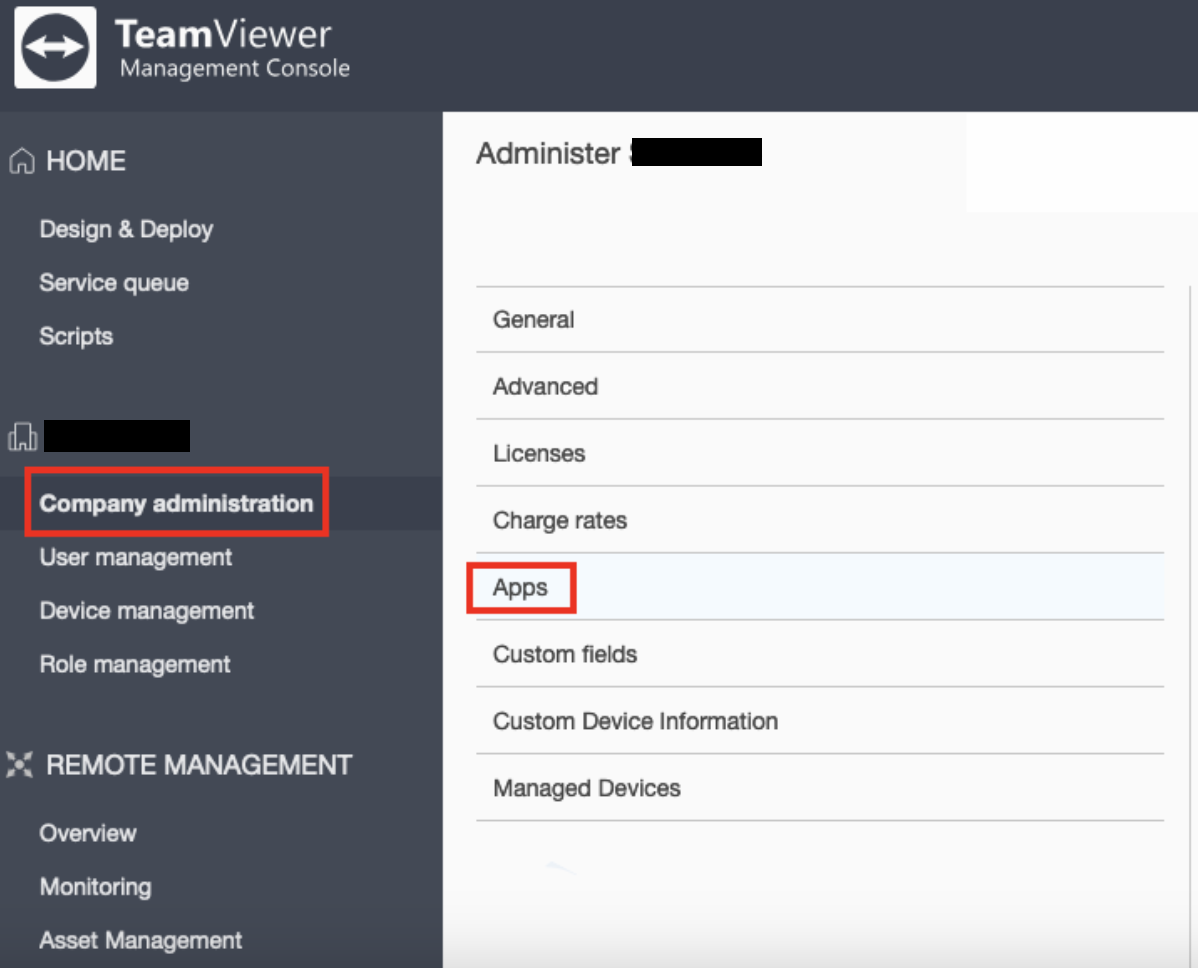 TeamViewer
Management Console
HOME
Design & Deploy
Service queue
Scripts
Company administration
User management
Device management
Role management
REMOTE MANAGEMENT
Overview
Monitoring
Asset Management
Administer
General
Advanced
Licenses
Charge rates
Apps
Custom fields
Custom Device Information
Managed Devices